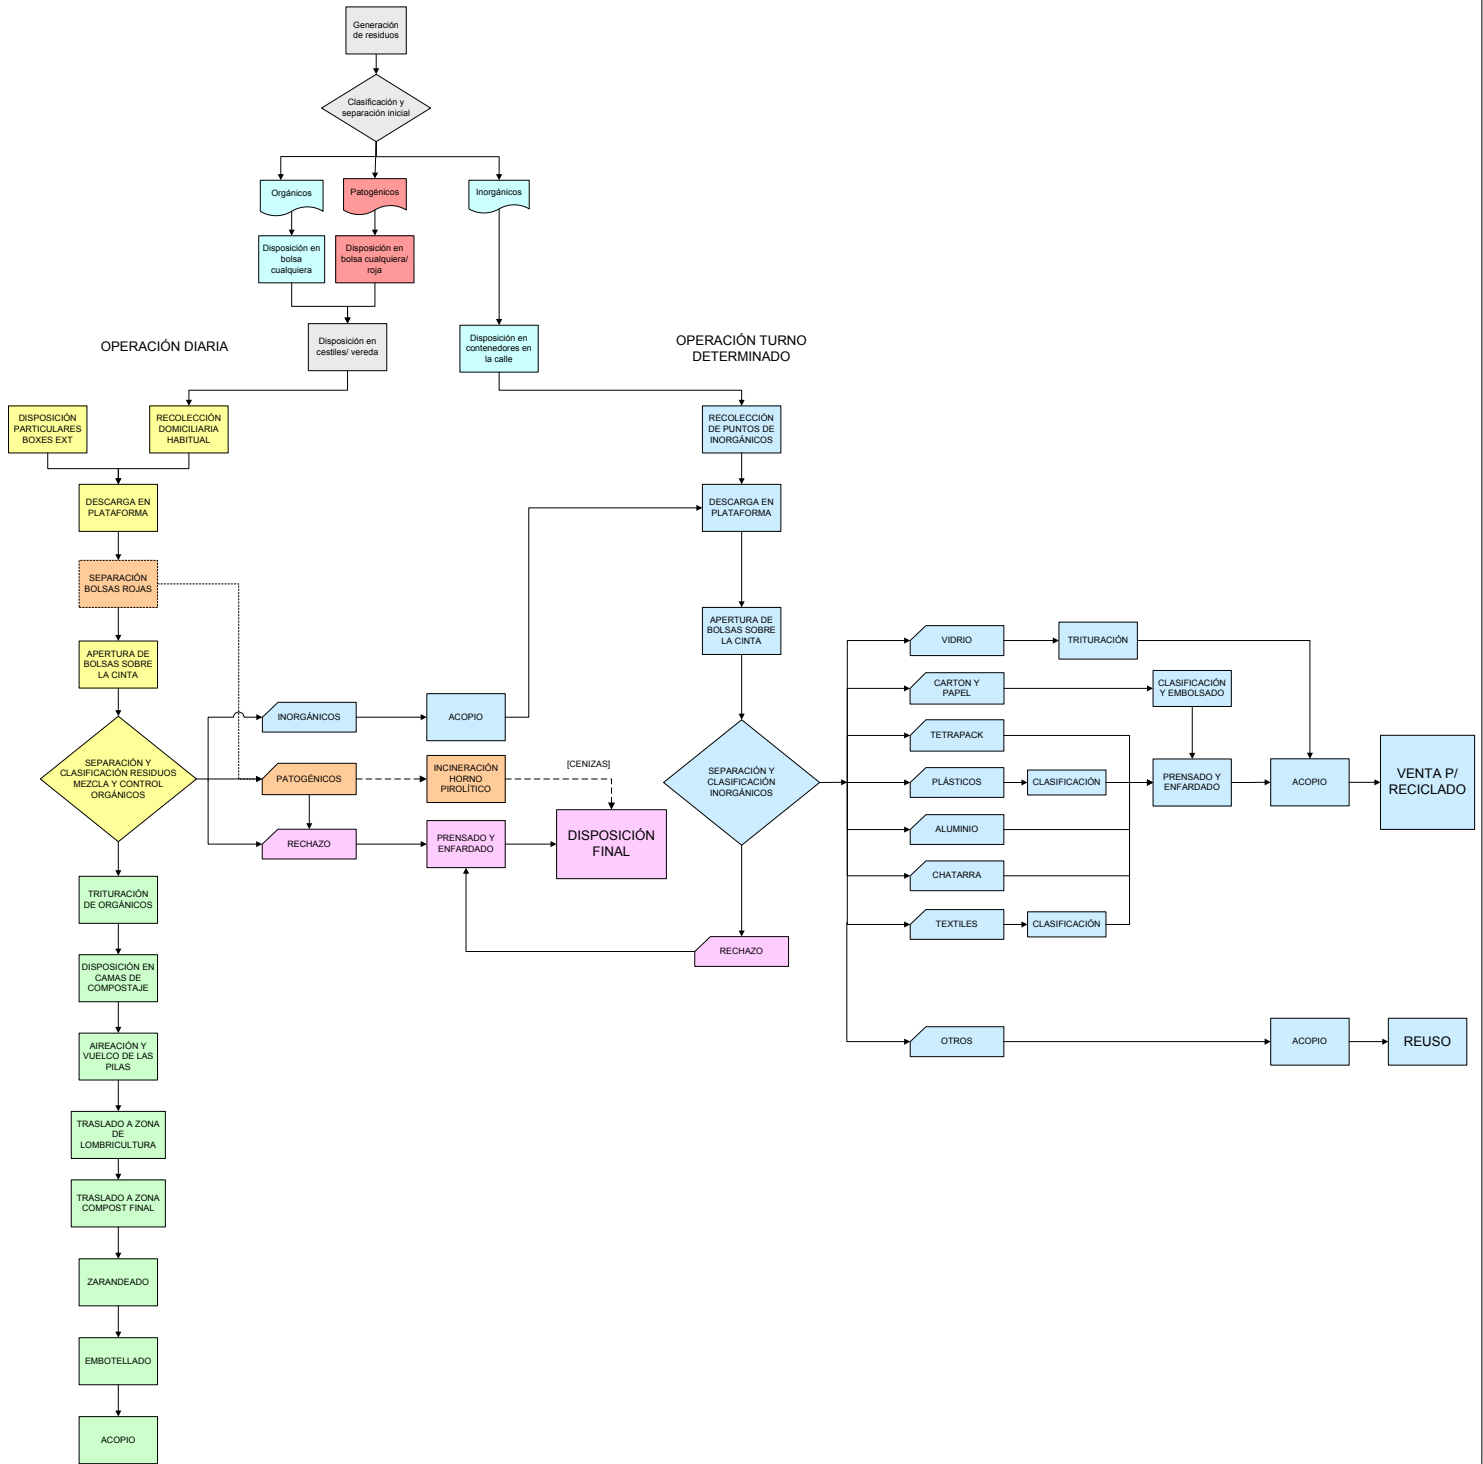 Generación
de residuos
Clasificación y
separación inicial
Orgánicos
Patogénicos
Inorgánicos
Disposición en
bolsa
cualquiera
Disposición en
bolsa cualquiera/
roja
OPERACIÓN DIARIA
Disposición en
cestiles/ vereda
Disposición en
contenedores en
la calle
OPERACIÓN TURNO
DETERMINADO
DISPOSICIÓN
PARTICULARES
BOXES EXT
RECOLECCIÓN
DOMICILIARIA
HABITUAL
RECOLECCIÓN
DE PUNTOS DE
INORGÁNICOS
DESCARGA EN
PLATAFORMA
DESCARGA EN
PLATAFORMA
SEPARACIÓN
BOLSAS ROJAS
APERTURA DE
BOLSAS SOBRE
LA CINTA
APERTURA DE
BOLSAS SOBRE
LA CINTA
VIDRIO
TRITURACIÓN
CARTON Y
PAPEL
CLASIFICACIÓN
Y EMBOLSADO
INORGÁNICOS
ACOPIO
TETRAPACK
SEPARACIÓN Y
CLASIFICACIÓN RESIDUOS
MEZCLA Y CONTROL
ORGÁNICOS
PATOGÉNICOS
INCINERACIÓN
HORNO
PIROLÍTICO
[CENIZAS]
SEPARACIÓN Y
CLASIFICACIÓN
INORGÁNICOS
PLÁSTICOS
CLASIFICACIÓN
PRENSADO Y
ENFARDADO
ACOPIO
VENTA P/
RECICLADO
RECHAZO
PRENSADO Y
ENFARDADO
DISPOSICIÓN
FINAL
ALUMINIO
CHATARRA
TRITURACIÓN
DE ORGÁNICOS
TEXTILES
CLASIFICACIÓN
RECHAZO
DISPOSICIÓN EN
CAMAS DE
COMPOSTAJE
AIREACIÓN Y
VUELCO DE LAS
PILAS
OTROS
ACOPIO
REUSO
TRASLADO A ZONA
DE
LOMBRICULTURA
TRASLADO A ZONA
COMPOST FINAL
ZARANDEADO
EMBOTELLADO
ACOPIO